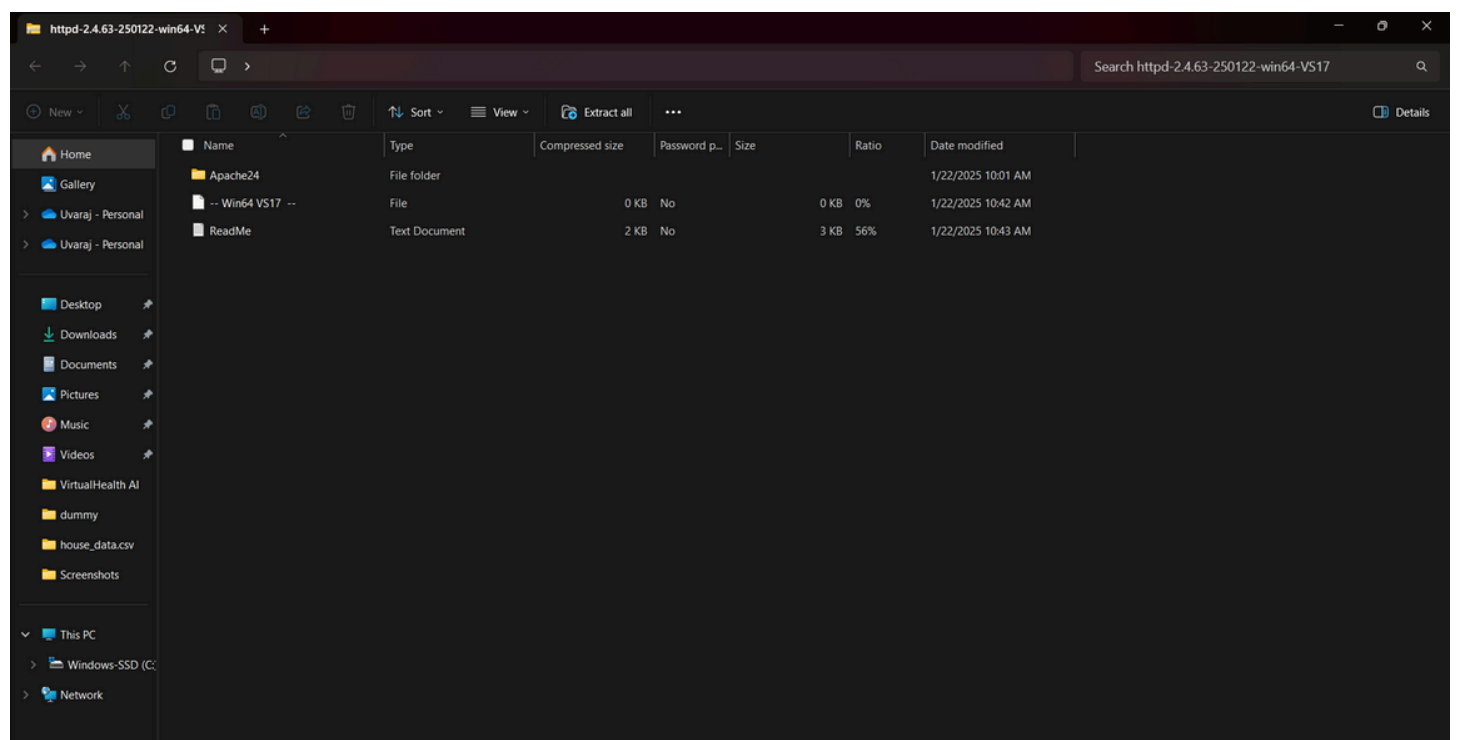 httpd-2.4.63-250122-win64-VS
Search httpd-2.4.63-250122-win64-VS17
New Sort View Extract all ... Details
Name Type Compressed size Password p... Size Ratio Date modified
Home
Gallery
Uvaraj - Personal
Uvaraj - Personal
Desktop
Downloads
Documents
Pictures
Music
Videos
VirtualHealth AI
dummy
house_data.csv
Screenshots
This PC
Windows-SSD (C:
Network
Apache24 File folder 1/22/2025 10:01 AM
-- Win64 VS17 -- File 0 KB No 0 KB 0% 1/22/2025 10:42 AM
ReadMe Text Document 2 KB No 3 KB 56% 1/22/2025 10:43 AM